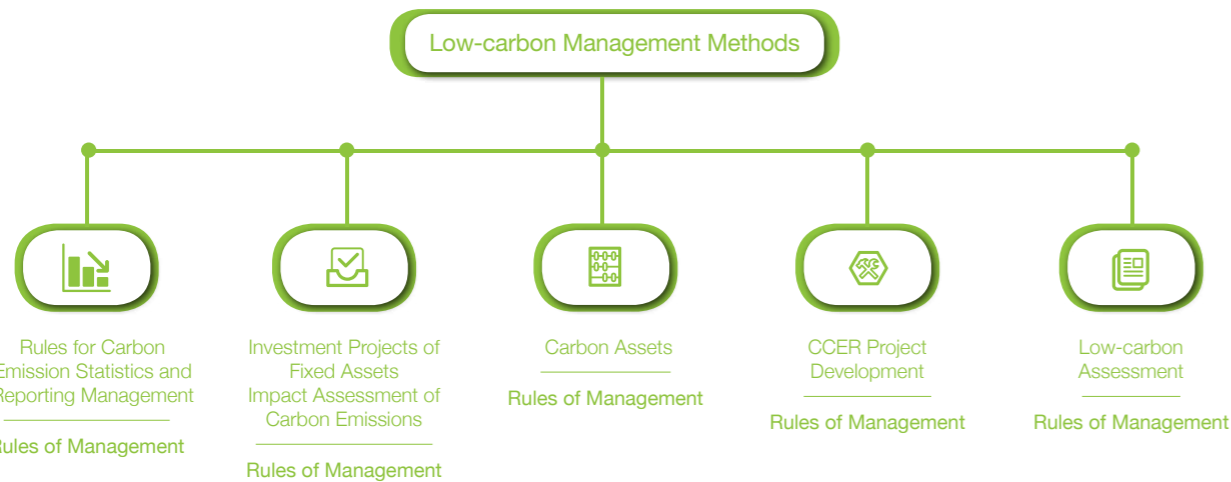 Low-carbon Management Methods
Rules for Carbon
Emission Statistics and
Reporting Management
Rules of Management
Investment Projects of
Fixed Assets
Impact Assessment of
Carbon Emissions
Rules of Management
Carbon Assets
Rules of Management
CCER Project
Development
Rules of Management
Low-carbon
Assessment
Rules of Management